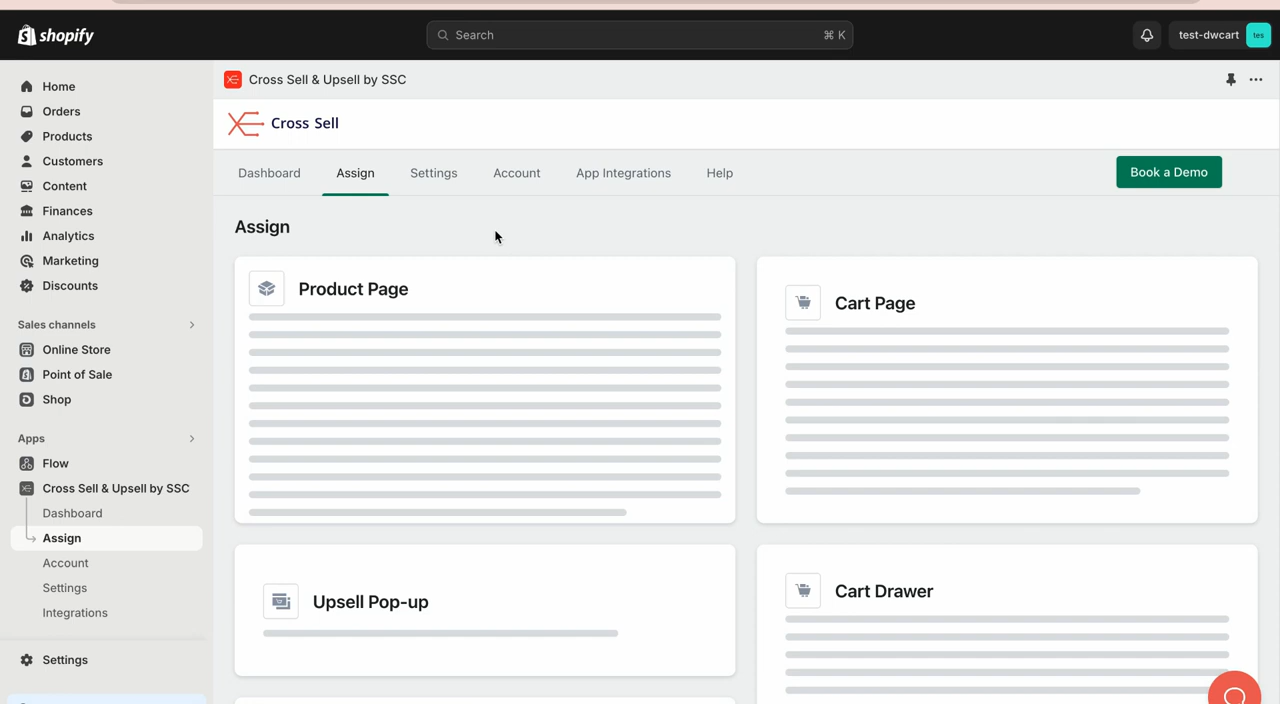 shopify
Search
⌘ K
test-dwcart
tes
Home
Orders
Products
Customers
Content
Finances
Analytics
Marketing
Discounts
Sales channels
Online Store
Point of Sale
Shop
Apps
Flow
Cross Sell & Upsell by SSC
Dashboard
Assign
Account
Settings
Integrations
Settings
Cross Sell & Upsell by SSC
Cross Sell
Dashboard
Assign
Settings
Account
App Integrations
Help
Book a Demo
Assign
Product Page
Cart Page
Upsell Pop-up
Cart Drawer